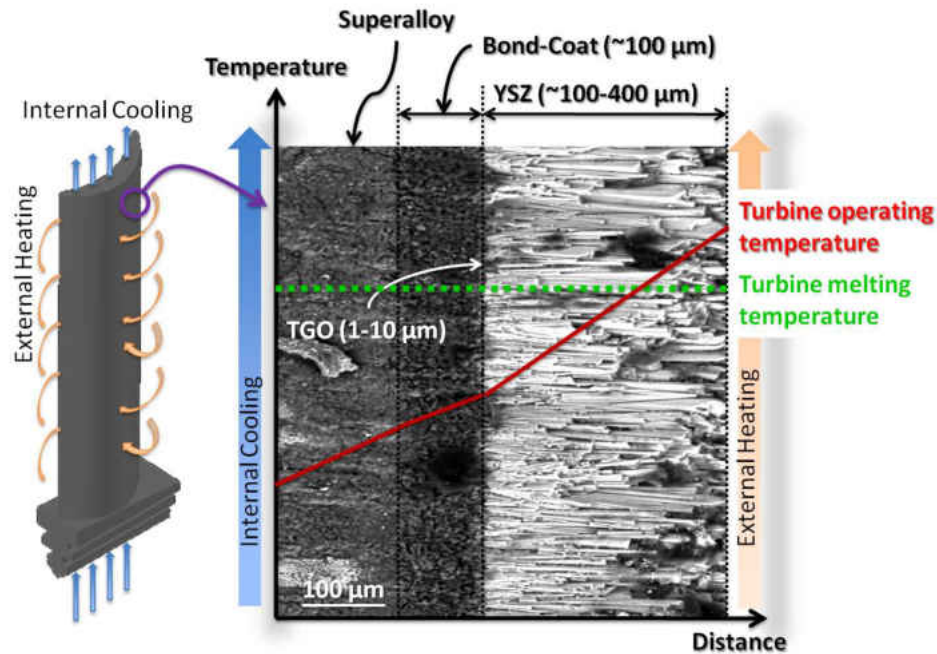 Superalloy
Bond-Coat (~100 μm)
Temperature
YSZ (~100-400 μm)
Internal Cooling
External Heating
Turbine operating
temperature
Turbine melting
temperature
TGO (1-10 μm)
Internal Cooling
External Heating
100 μm
Distance